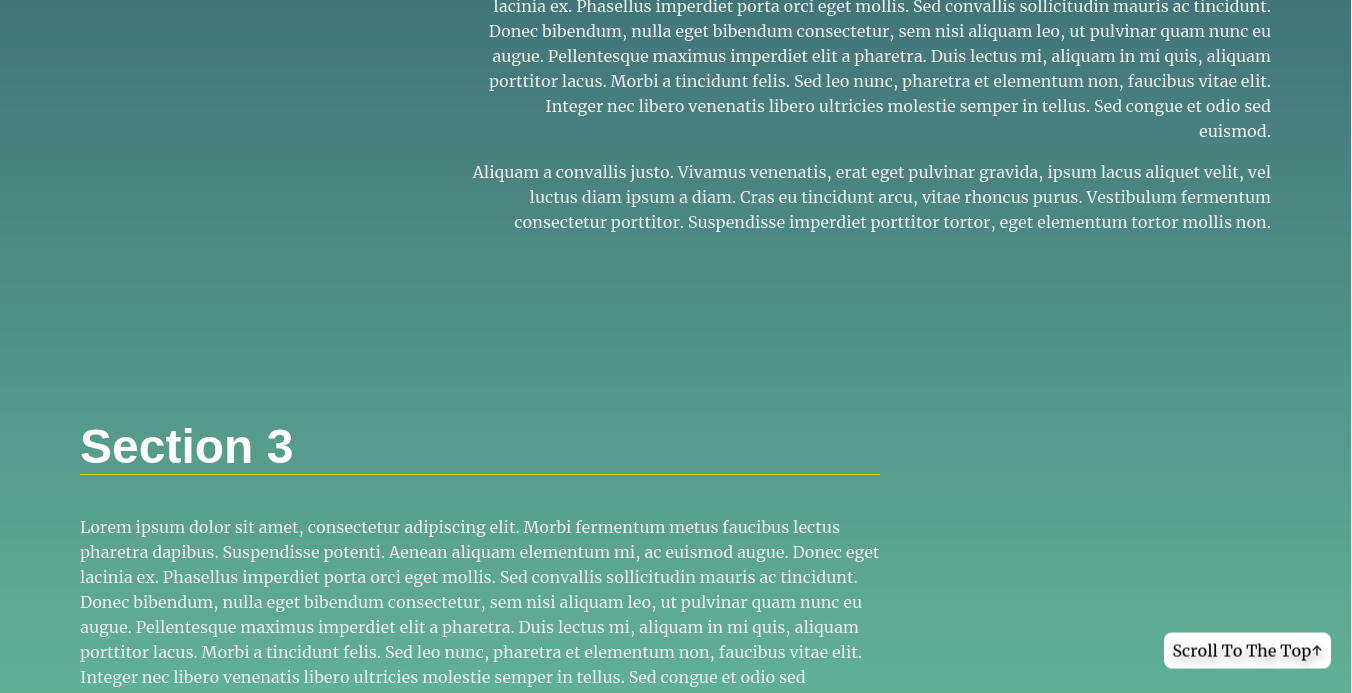 lacinia ex. Phasellus imperdiet porta orci eget mollis. Sed convallis sollicitudin mauris ac tincidunt.
Donec bibendum, nulla eget bibendum consectetur, sem nisi aliquam leo, ut pulvinar quam nunc eu
augue. Pellentesque maximus imperdiet elit a pharetra. Duis lectus mi, aliquam in mi quis, aliquam
porttitor lacus. Morbi a tincidunt felis. Sed leo nunc, pharetra et elementum non, faucibus vitae elit.
Integer nec libero venenatis libero ultricies molestie semper in tellus. Sed congue et odio sed
euismod.
Aliquam a convallis justo. Vivamus venenatis, erat eget pulvinar gravida, ipsum lacus aliquet velit, vel
luctus diam ipsum a diam. Cras eu tincidunt arcu, vitae rhoncus purus. Vestibulum fermentum
consectetur porttitor. Suspendisse imperdiet porttitor tortor, eget elementum tortor mollis non.
Section 3
Lorem ipsum dolor sit amet, consectetur adipiscing elit. Morbi fermentum metus faucibus lectus
pharetra dapibus. Suspendisse potenti. Aenean aliquam elementum mi, ac euismod augue. Donec eget
lacinia ex. Phasellus imperdiet porta orci eget mollis. Sed convallis sollicitudin mauris ac tincidunt.
Donec bibendum, nulla eget bibendum consectetur, sem nisi aliquam leo, ut pulvinar quam nunc eu
augue. Pellentesque maximus imperdiet elit a pharetra. Duis lectus mi, aliquam in mi quis, aliquam
porttitor lacus. Morbi a tincidunt felis. Sed leo nunc, pharetra et elementum non, faucibus vitae elit.
Integer nec libero venenatis libero ultricies molestie semper in tellus. Sed congue et odio sed
Scroll To The Top↑